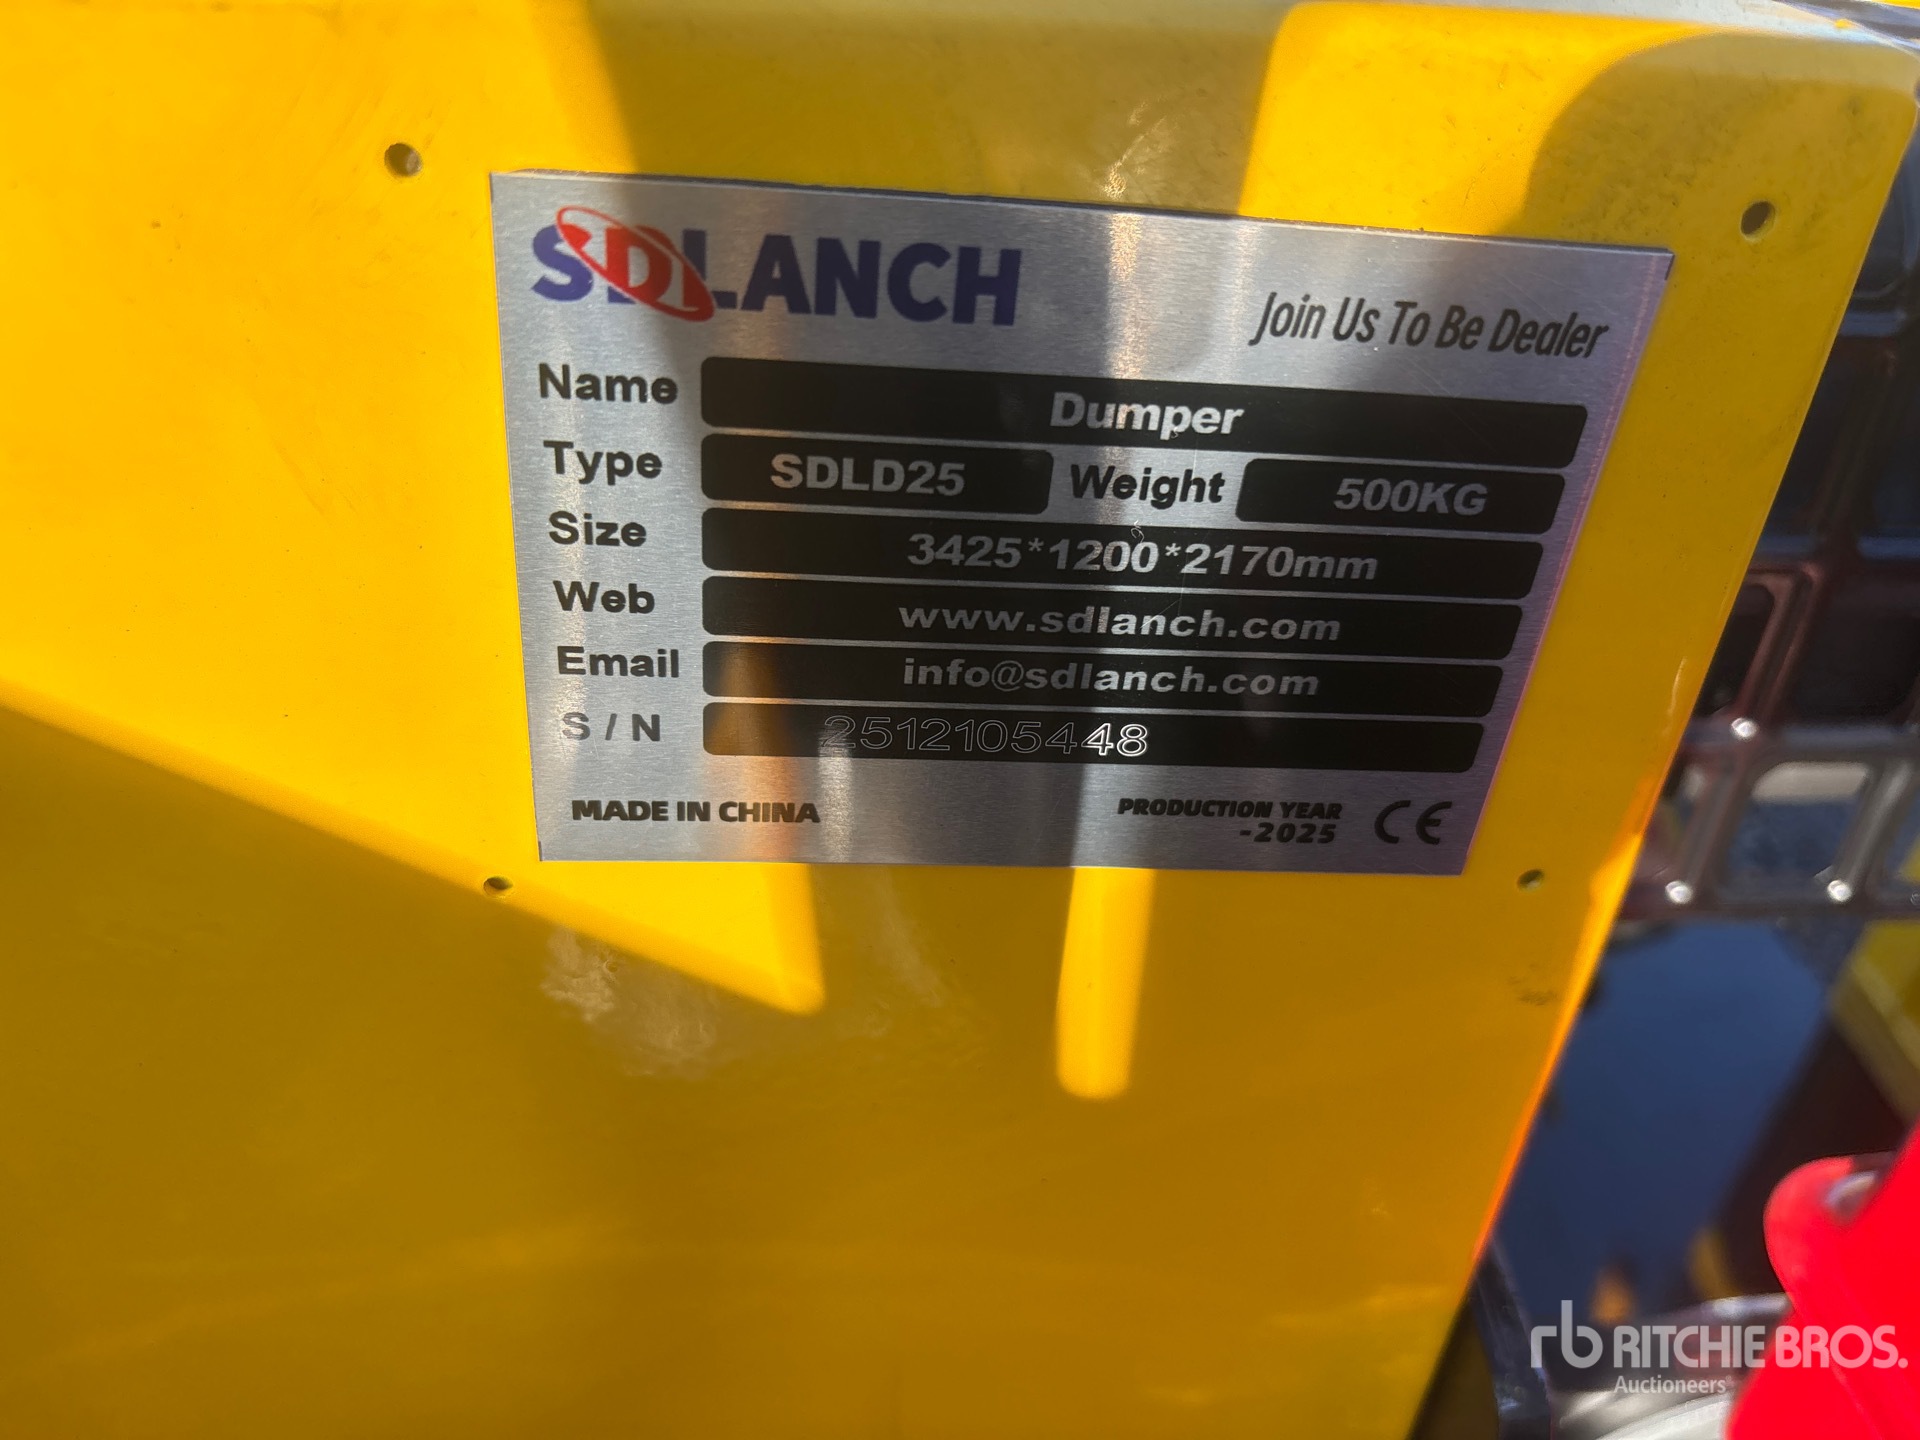 SDLANCH
Join Us To Be Dealer
Name Dumper
Type SDLD25 Weight 500KG
Size 3425*1200*2170mm
Web www.sdlanch.com
Email info@sdlanch.com
S / N 2512105448
MADE IN CHINA
PRODUCTION YEAR
-2025
CE
rb RITCHIE BROS.
Auctioneers